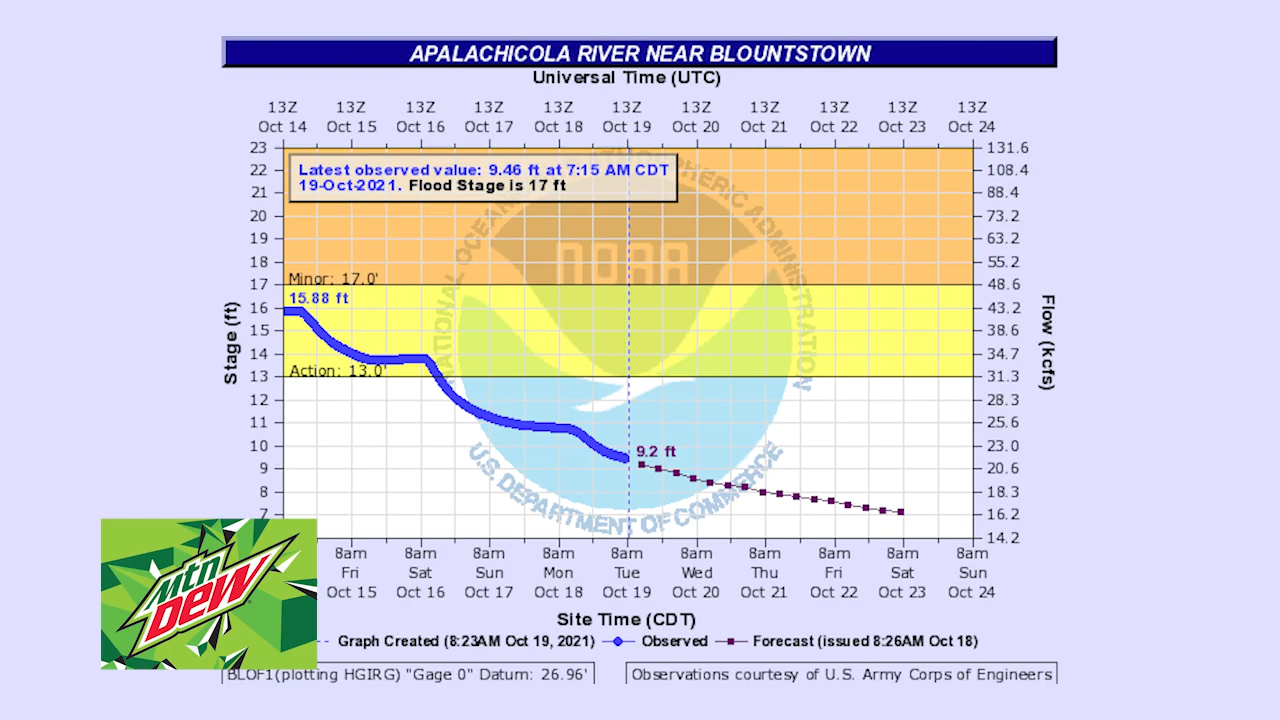 APALACHICOLA RIVER NEAR BLOUNTSTOWN
Universal Time (UTC)
13Z 13Z 13Z 13Z 13Z 13Z 13Z 13Z 13Z 13Z 13Z
Oct 14 Oct 15 Oct 16 Oct 17 Oct 18 Oct 19 Oct 20 Oct 21 Oct 22 Oct 23 Oct 24
23 131.6
22 108.4
21 88.4
20 73.2
19 63.2
18 55.2
17 48.6
16 43.2
15 38.6
14 34.7
13 31.3
12 28.3
11 25.6
10 23.0
9 20.6
8 18.3
7 16.2
14.2
Latest observed value: 9.46 ft at 7:15 AM CDT
19-Oct-2021. Flood Stage is 17 ft
NATIONAL OCEANIC AND ATMOSPHERIC ADMINISTRATION
NOAA
U.S. DEPARTMENT OF COMMERCE
Minor: 17.0'
15.88 ft
Action: 13.0'
9.2 ft
Stage (ft)
Flow (kcfs)
8am 8am 8am 8am 8am 8am 8am 8am 8am 8am
Fri Sat Sun Mon Tue Wed Thu Fri Sat Sun
Oct 15 Oct 16 Oct 17 Oct 18 Oct 19 Oct 20 Oct 21 Oct 22 Oct 23 Oct 24
Site Time (CDT)
Graph Created (8:23AM Oct 19, 2021) Observed Forecast (issued 8:26AM Oct 18)
BLOF1(plotting HGIRG) "Gage 0" Datum: 26.96'
Observations courtesy of U.S. Army Corps of Engineers
mtn
DEW